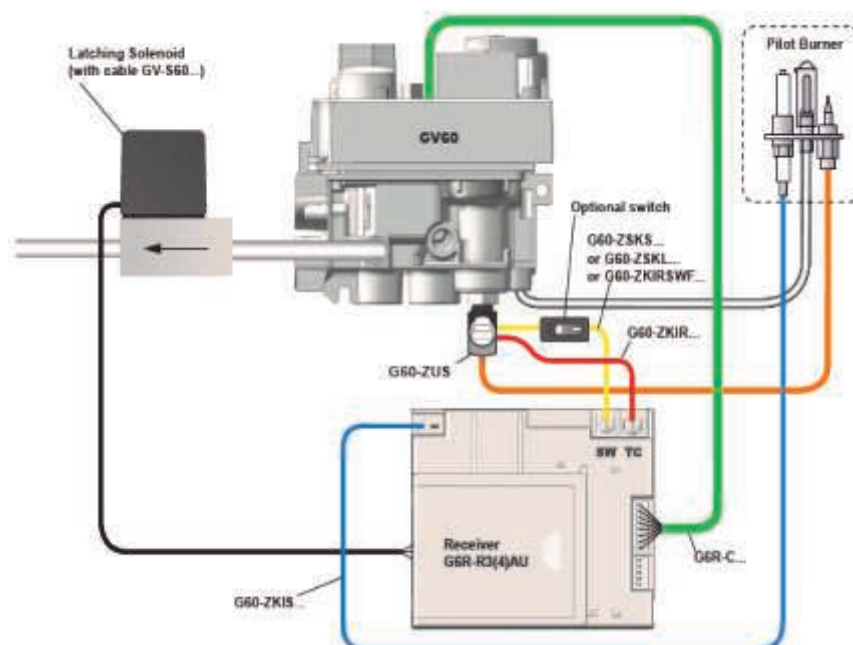 Latching Solenoid
(with cable GV-S60...)
Pilot Burner
GV60
Optional switch
G60-ZSKS...
or G60-ZSKL...
or G60-ZKIRSWF...
G60-ZKIR...
G60-ZUS
SW TC
Receiver
G6R-R3(4)AU
G6R-C...
G60-ZKIS...